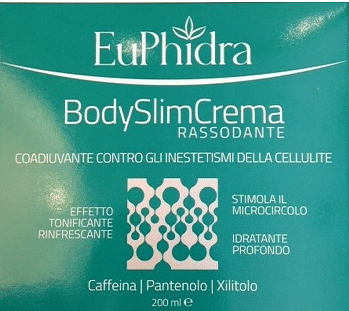 EuPhidra
BodySlimCrema
RASSODANTE
COADIUVANTE CONTRO GLI INESTETISMI DELLA CELLULITE
EFFETTO
TONIFICANTE
RINFRESCANTE
STIMOLA IL
MICROCIRCOLO
IDRATANTE
PROFONDO
Caffeina | Pantenolo | Xilitolo
200 ml e